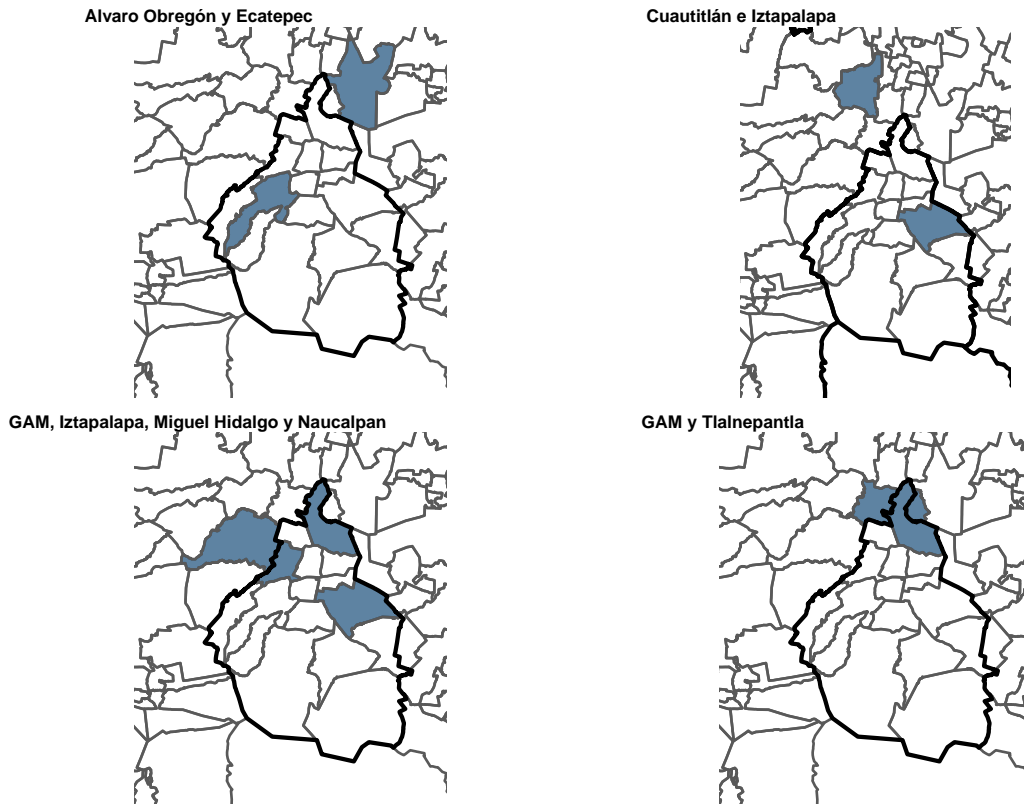 Alvaro Obregón y Ecatepec
Cuautitlán e Iztapalapa
GAM, Iztapalapa, Miguel Hidalgo y Naucalpan
GAM y Tlalnepantla